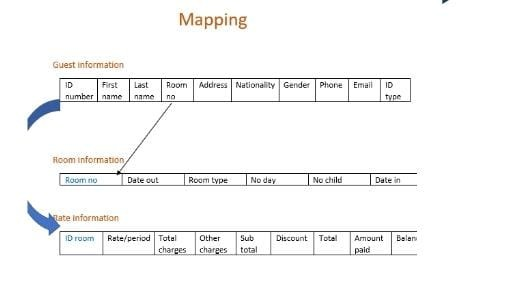 Mapping
Guest information
ID number First name Last name Room no Address Nationality Gender Phone Email ID type
Room information
Room no Date out Room type No day No child Date in
Rate information
ID room Rate/period Total charges Other charges Sub total Discount Total Amount paid